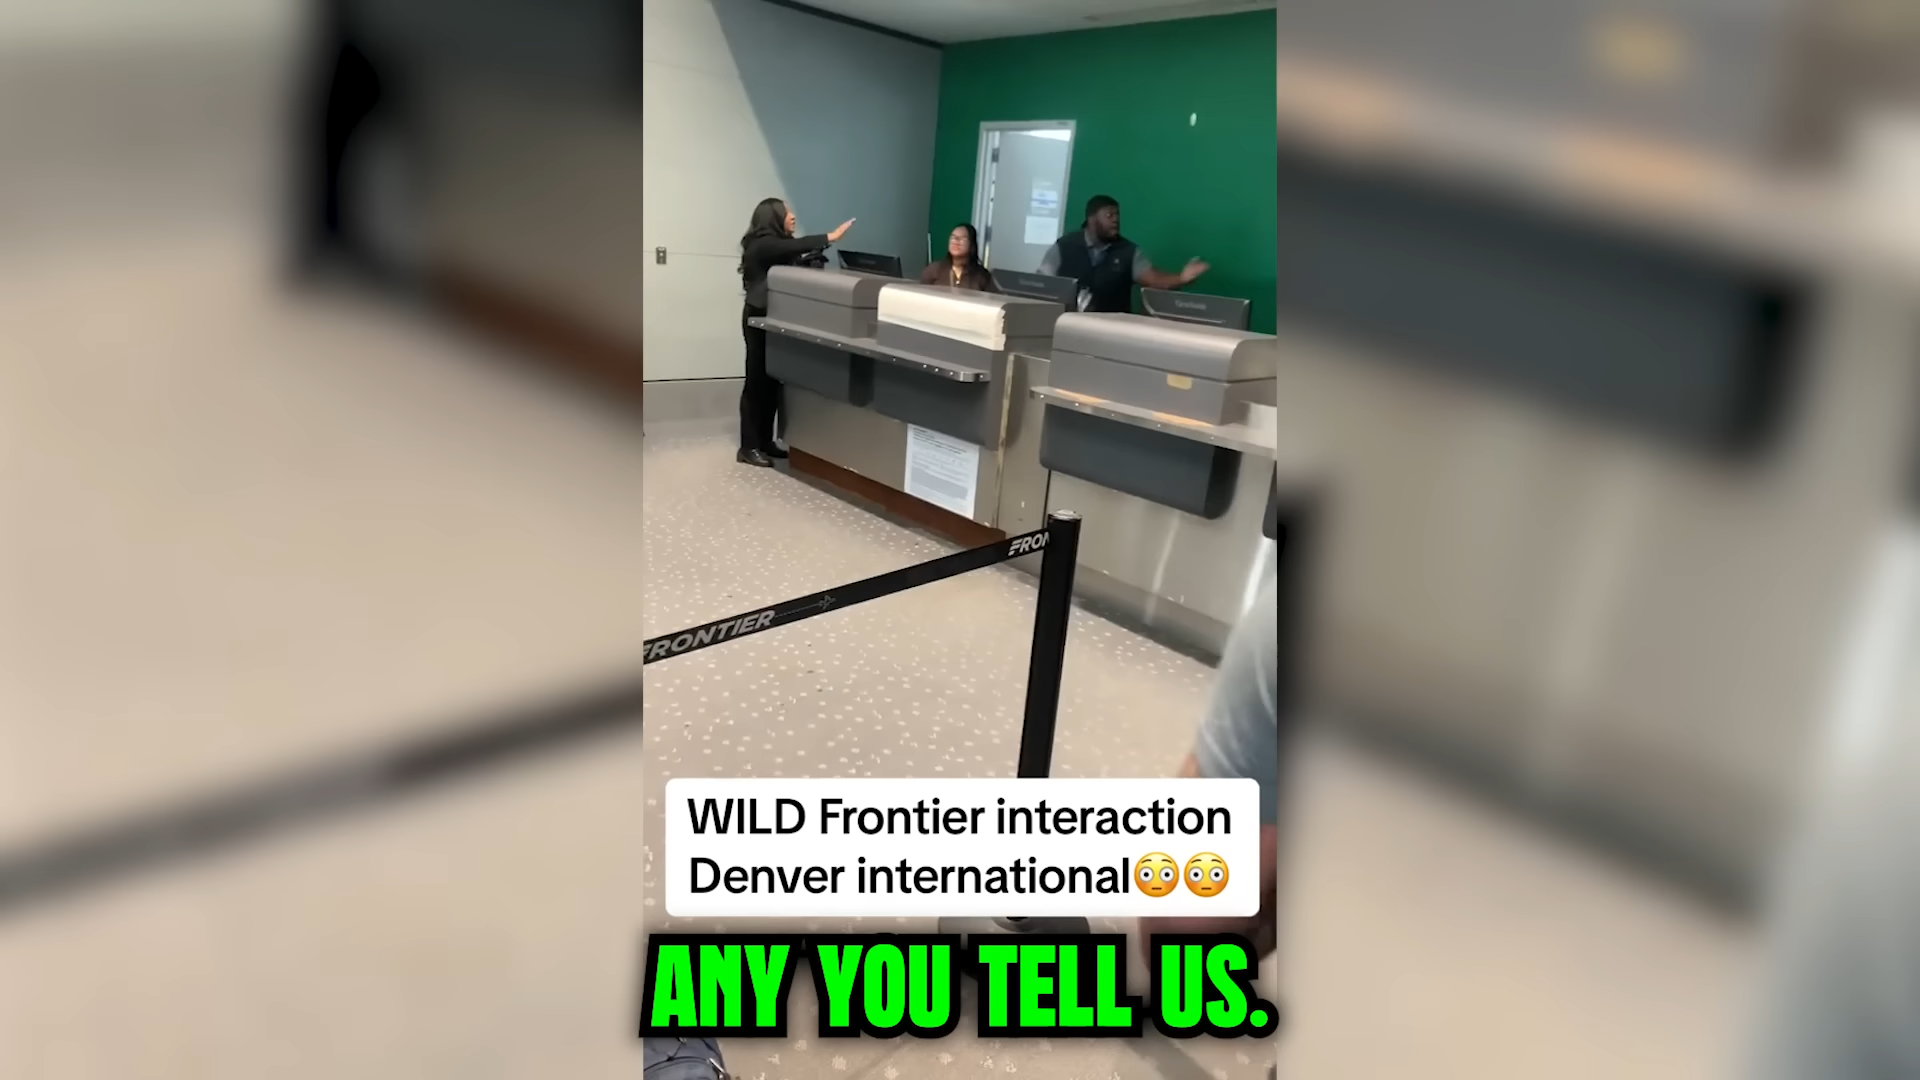 FRON
FRONTIER
WILD Frontier interaction
Denver international😳😳
ANY YOU TELL US.